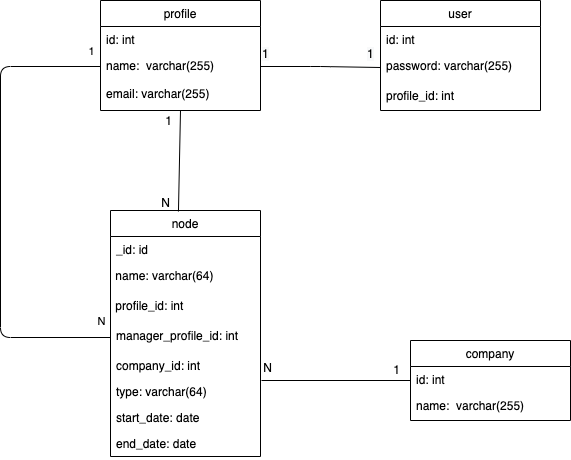 profile
id: int
name:  varchar(255)
email: varchar(255)
user
id: int
password: varchar(255)
profile_id: int
1
1
1
1
N
node
_id: id
name: varchar(64)
profile_id: int
manager_profile_id: int
company_id: int
type: varchar(64)
start_date: date
end_date: date
N
N
1
company
id: int
name:  varchar(255)